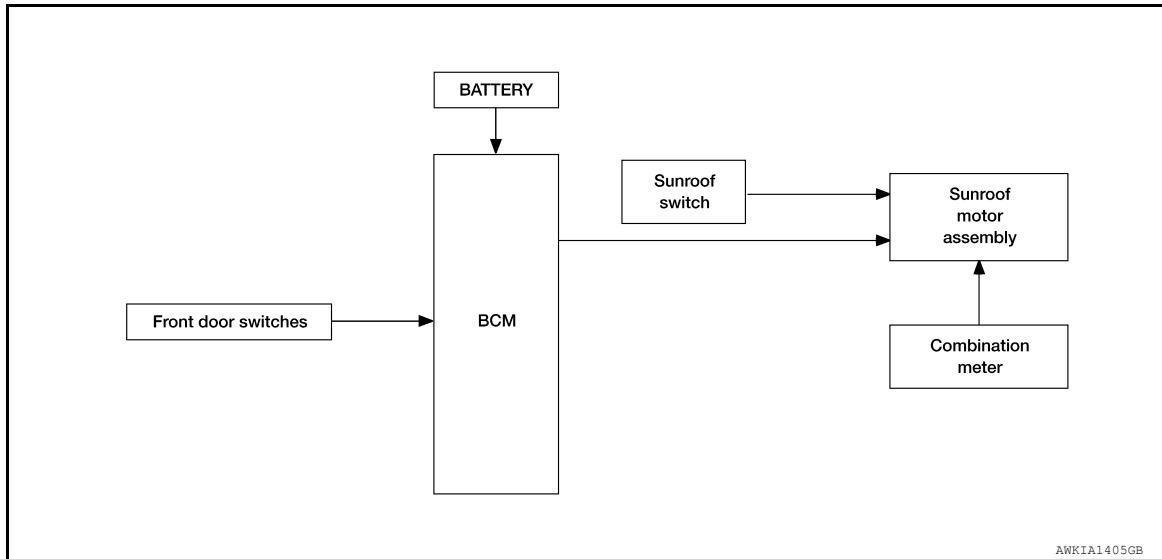 BATTERY
Sunroof
switch
Sunroof
motor
assembly
Front door switches
BCM
Combination
meter
AWKIA1405GB